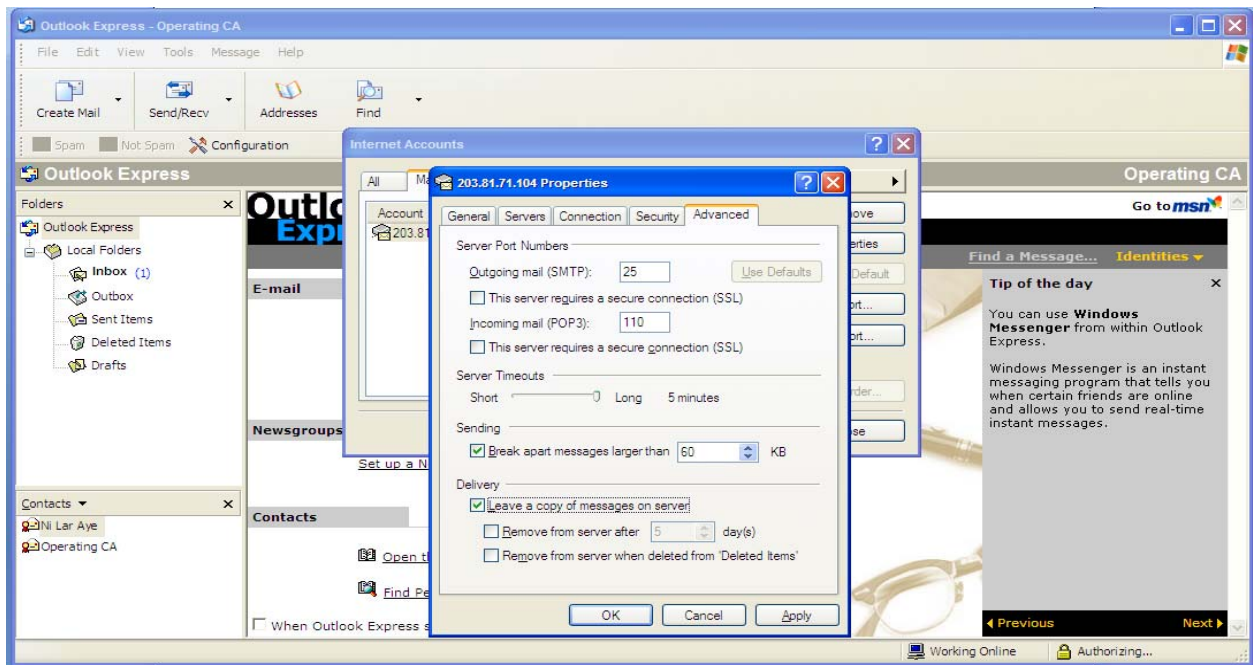 Outlook Express - Operating CA
File Edit View Tools Message Help
Create Mail Send/Recv Addresses Find
Spam Not Spam Configuration
Outlook Express Operating CA
Folders x
Outlook Express
Local Folders
Inbox (1)
Outbox
Sent Items
Deleted Items
Drafts
Contacts x
Ni Lar Aye
Operating CA
Go to msn
Find a Message... Identities
E-mail
Newsgroups
Set up a N
Contacts
Open t
Find Pe
When Outlook Express s
Internet Accounts
All
Account
203.81
Default
203.81.71.104 Properties
General Servers Connection Security Advanced
Server Port Numbers
Outgoing mail (SMTP): 25 Use Defaults
This server requires a secure connection (SSL)
Incoming mail (POP3): 110
This server requires a secure connection (SSL)
Server Timeouts
Short Long 5 minutes
Sending
Break apart messages larger than 60 KB
Delivery
Leave a copy of messages on server
Remove from server after 5 day(s)
Remove from server when deleted from 'Deleted Items'
OK Cancel Apply
Tip of the day x
You can use Windows
Messenger from within Outlook
Express.
Windows Messenger is an instant
messaging program that tells you
when certain friends are online
and allows you to send real-time
instant messages.
Previous Next
Working Online Authorizing...